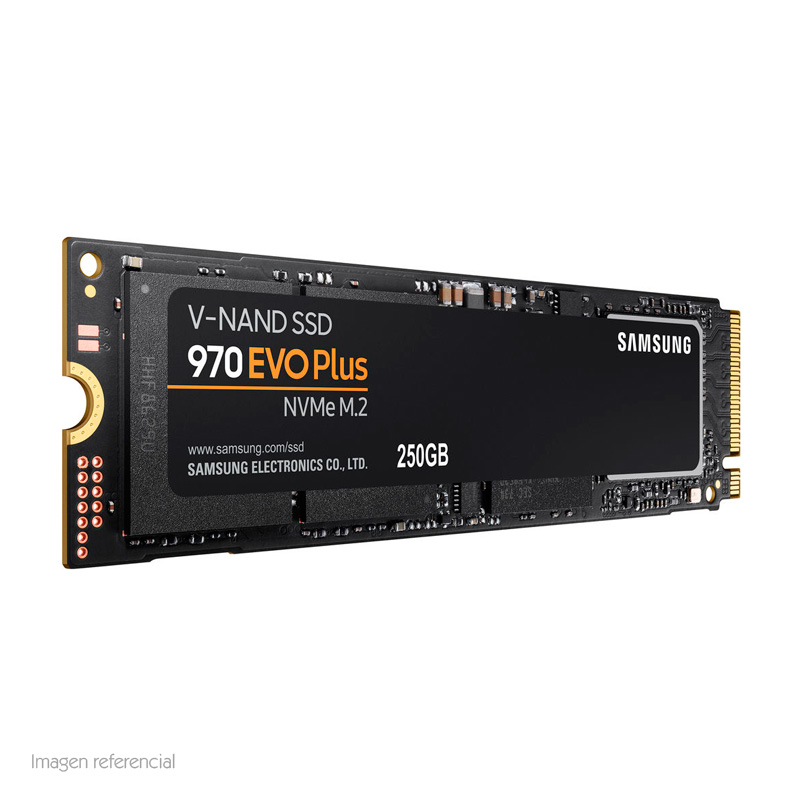 V-NAND SSD
970 EVO Plus
NVMe M.2
www.samsung.com/ssd
SAMSUNG ELECTRONICS CO., LTD.
250GB
SAMSUNG
Imagen referencial